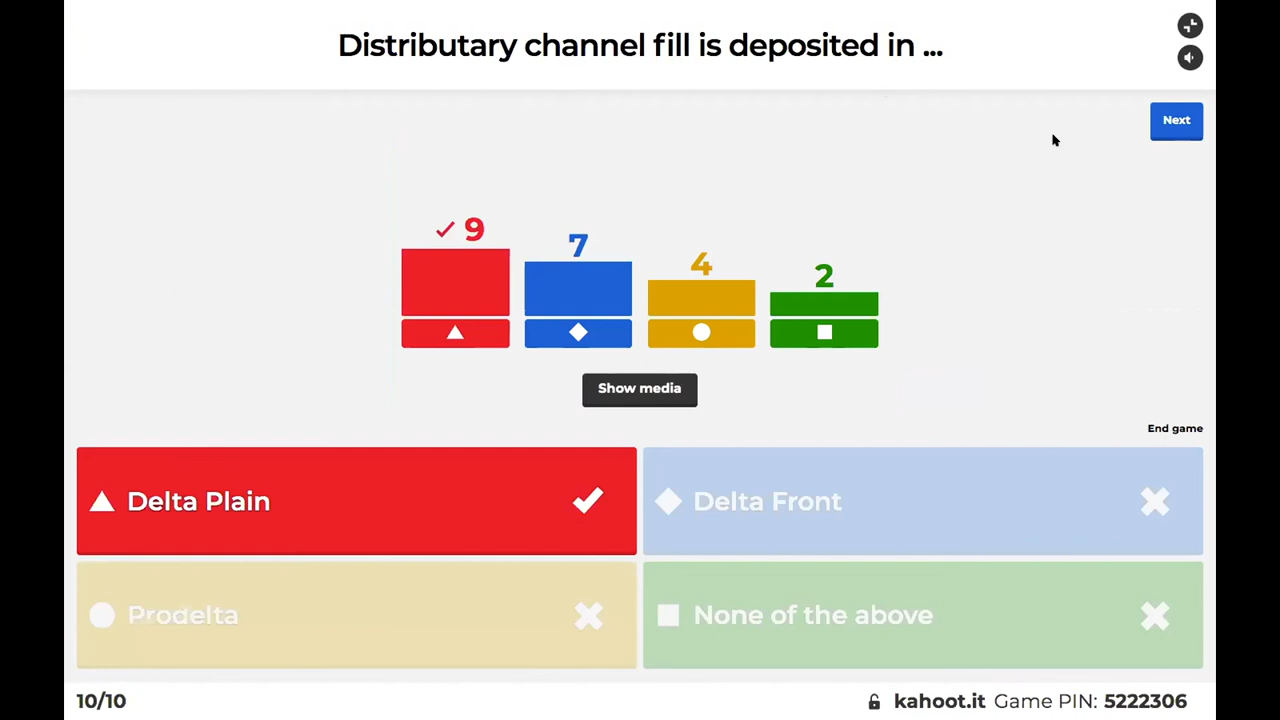 Distributary channel fill is deposited in ...
Next
9
7
4
2
Show media
End game
Delta Plain
Delta Front
Prodelta
None of the above
10/10
kahoot.it Game PIN: 5222306